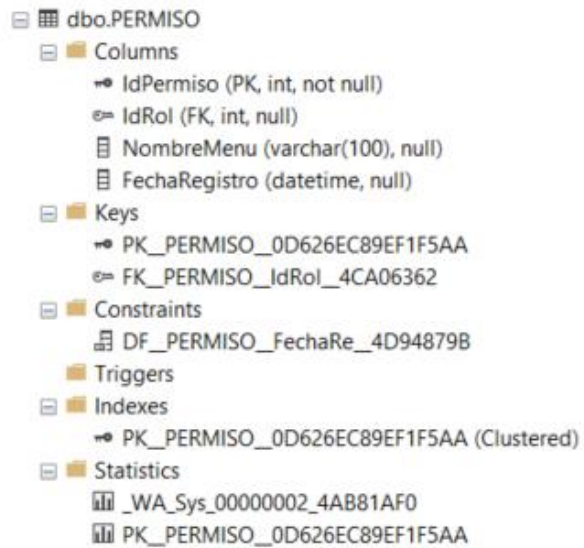 dbo.PERMISO
Columns
IdPermiso (PK, int, not null)
IdRol (FK, int, null)
NombreMenu (varchar(100), null)
FechaRegistro (datetime, null)
Keys
PK__PERMISO__0D626EC89EF1F5AA
FK__PERMISO__IdRol__4CA06362
Constraints
DF__PERMISO__FechaRe__4D94879B
Triggers
Indexes
PK__PERMISO__0D626EC89EF1F5AA (Clustered)
Statistics
_WA_Sys_00000002_4AB81AF0
PK__PERMISO__0D626EC89EF1F5AA